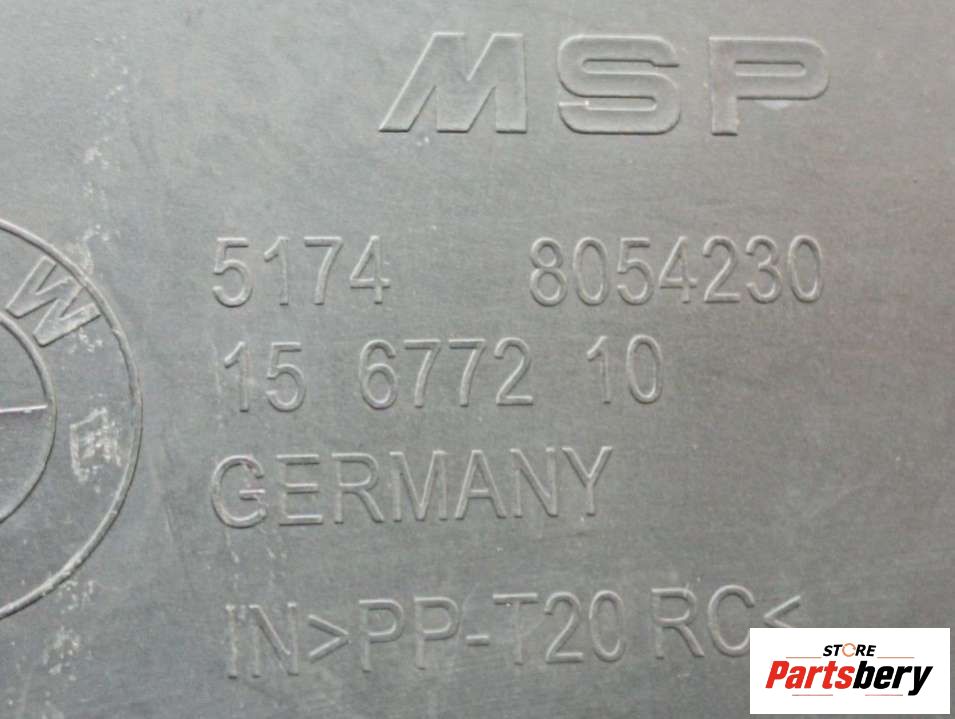 MSP
5174 8054230
W
15 6772 10
GERMANY
IN >PP-T20 RC<
STORE
Partsbery